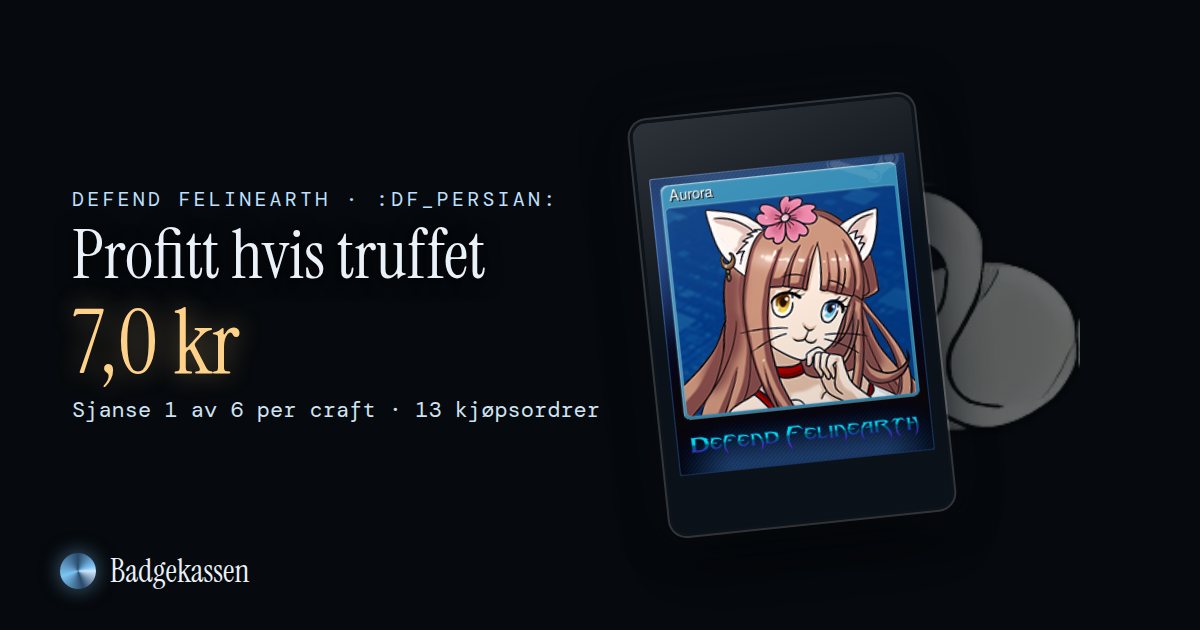 DEFEND FELINEARTH · :DF_PERSIAN:
Profitt hvis truffet
7,0 kr
Sjanse 1 av 6 per craft · 13 kjøpsordrer
Aurora
DEFEND FELINEARTH
Badgekassen